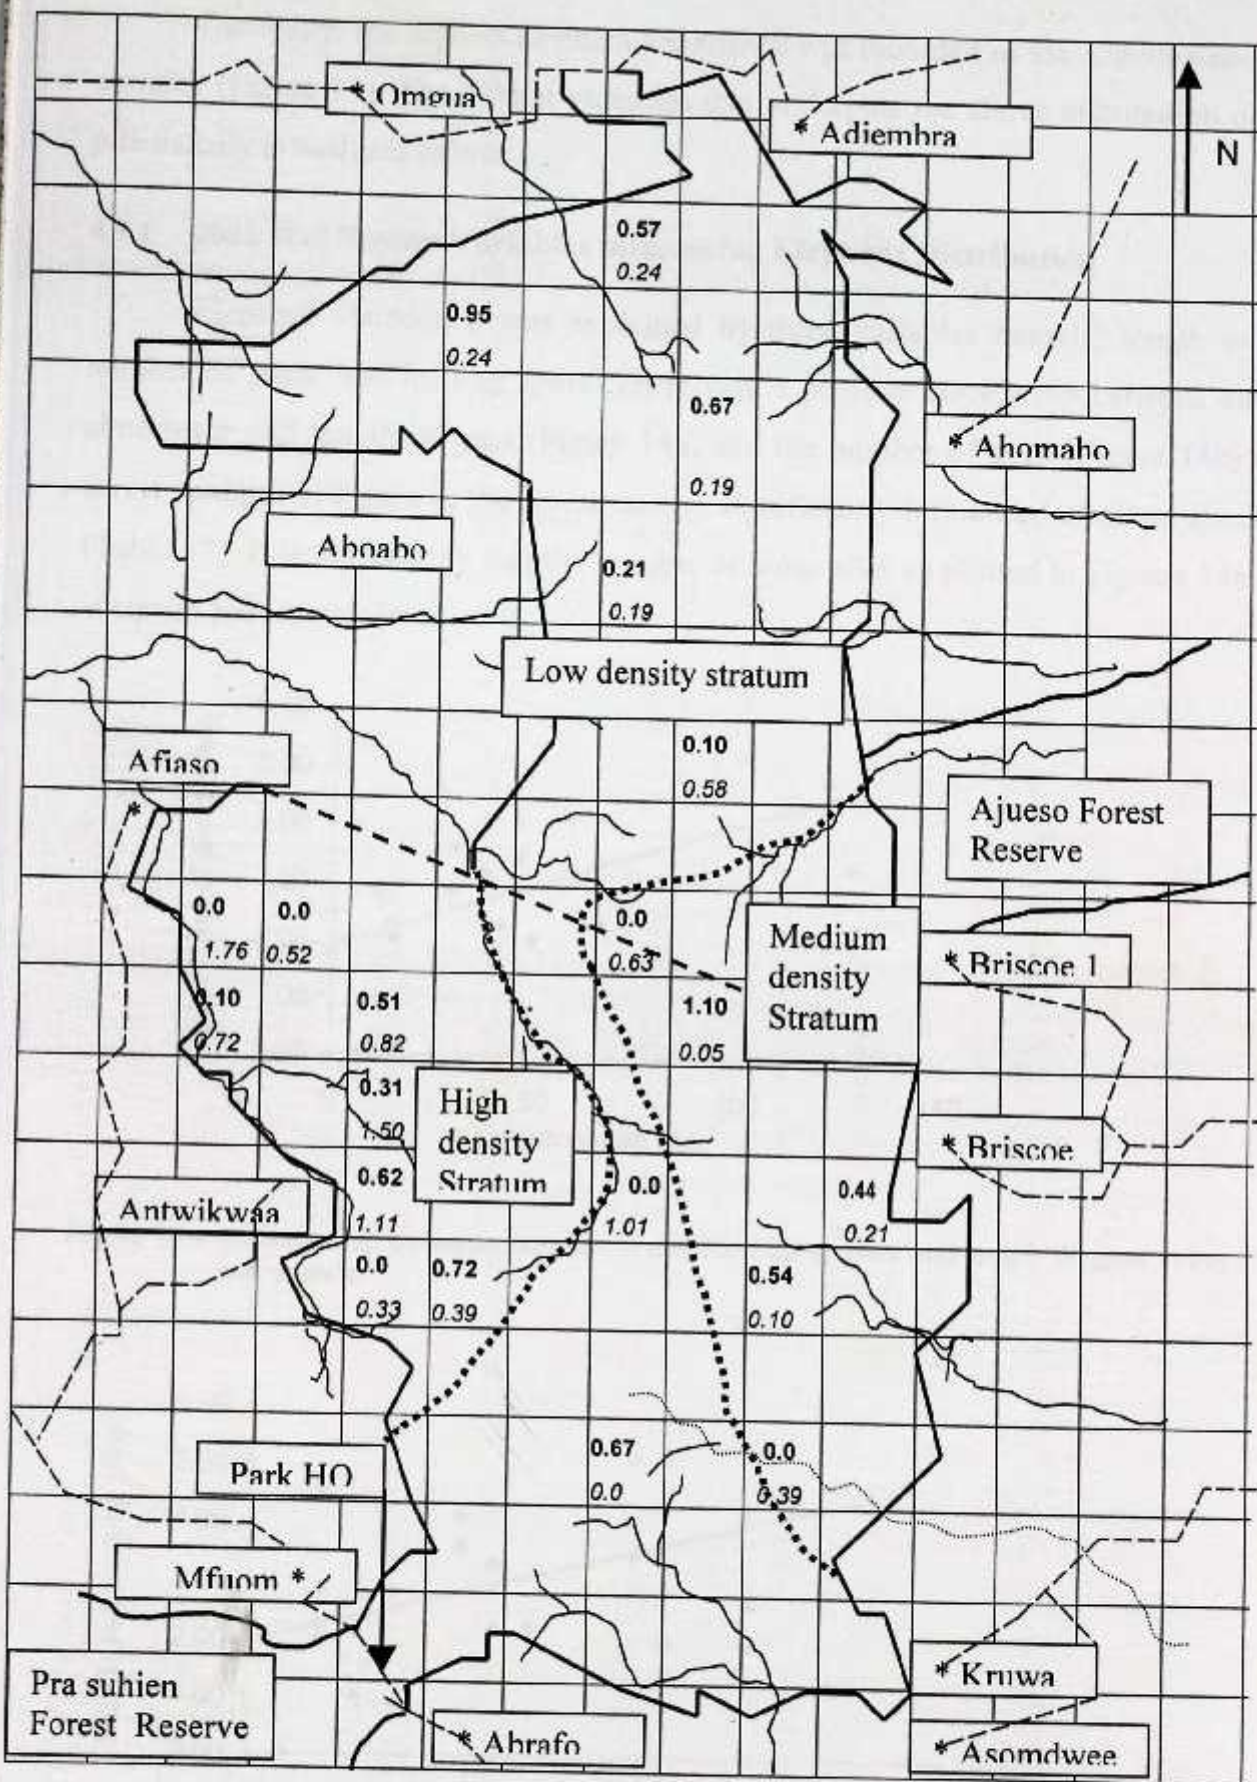 * Omgua
* Adiembra
N
0.57
0.24
0.95
0.24
0.67
* Ahomaho
0.19
Aboabo
0.21
0.19
Low density stratum
0.10
0.58
Afiaso
*
Ajueso Forest
Reserve
0.0 0.0 0.0
1.76 0.52 0.63
Medium
density
Stratum
* Briscoe 1
0.10 0.51 1.10
0.72 0.82 0.05
0.31
1.50
High
density
Stratum
* Briscoe
0.62 0.0 0.44
Antwikwaa
1.11 1.01 0.21
0.0 0.72 0.54
0.33 0.39 0.10
0.67 0.0
Park HQ
0.0 0.39
Mfuom *
Pra suhien
Forest Reserve
* Kruwa
* Abrafo
* Asomdwee